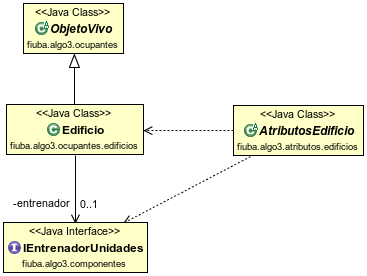 <<Java Class>>
ObjetoVivo
fiuba.algo3.ocupantes
<<Java Class>>
Edificio
fiuba.algo3.ocupantes.edificios
<<Java Class>>
AtributosEdificio
fiuba.algo3.atributos.edificios
-entrenador
0..1
<<Java Interface>>
IEntrenadorUnidades
fiuba.algo3.componentes